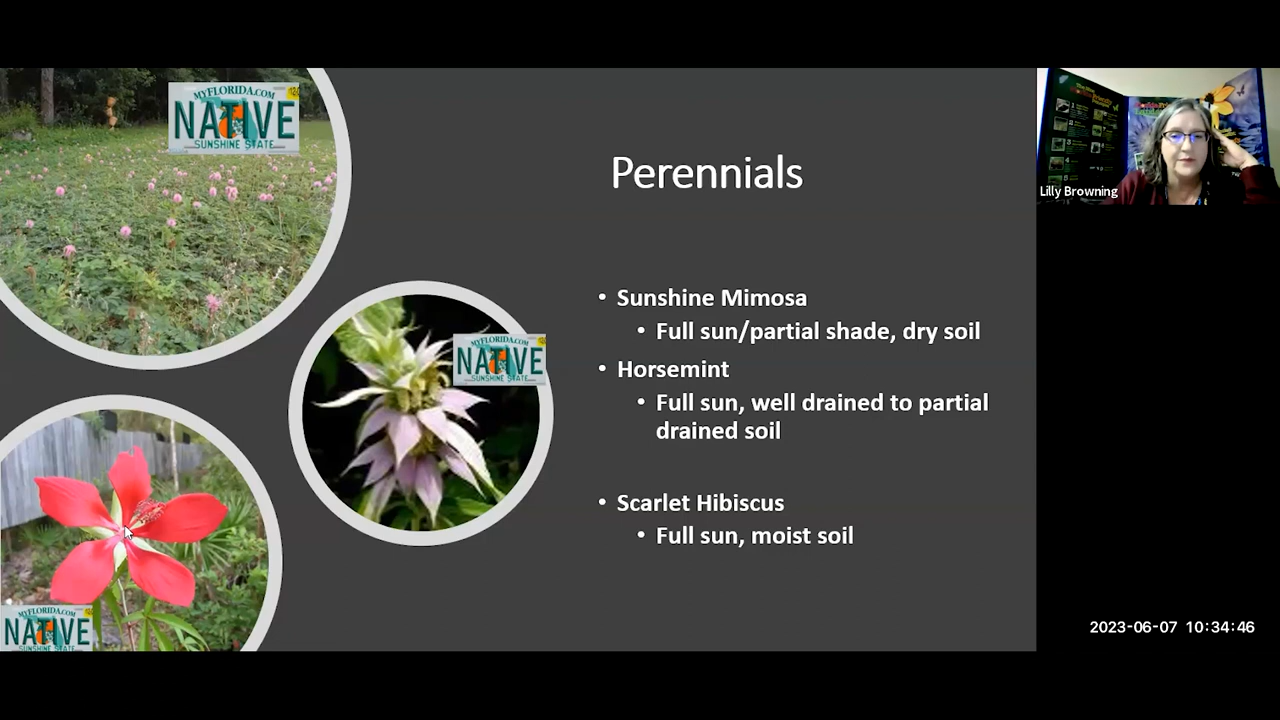 MYFLORIDA.COM
NATIVE
SUNSHINE STATE
Perennials
Lilly Browning
• Sunshine Mimosa
• Full sun/partial shade, dry soil
• Horsemint
• Full sun, well drained to partial
drained soil
MYFLORIDA.COM
NATIVE
SUNSHINE STATE
• Scarlet Hibiscus
• Full sun, moist soil
MYFLORIDA.COM
NATIVE
SUNSHINE STATE
2023-06-07 10:34:46